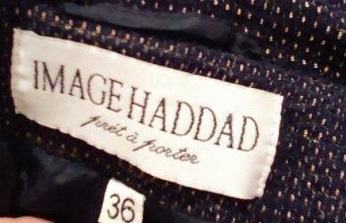 IMAGE HADDAD
prêt à porter
36